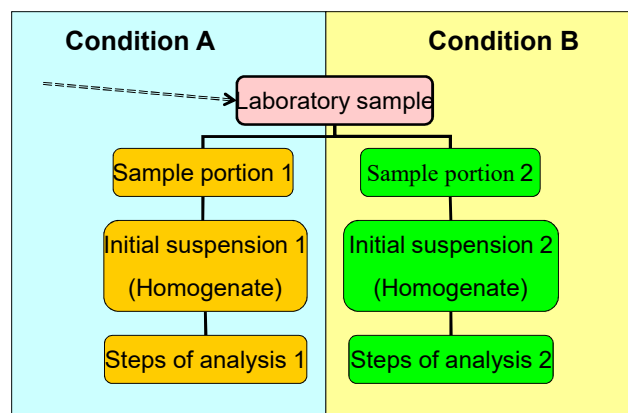 Condition A
Condition B
Laboratory sample
Sample portion 1
Sample portion 2
Initial suspension 1
(Homogenate)
Initial suspension 2
(Homogenate)
Steps of analysis 1
Steps of analysis 2